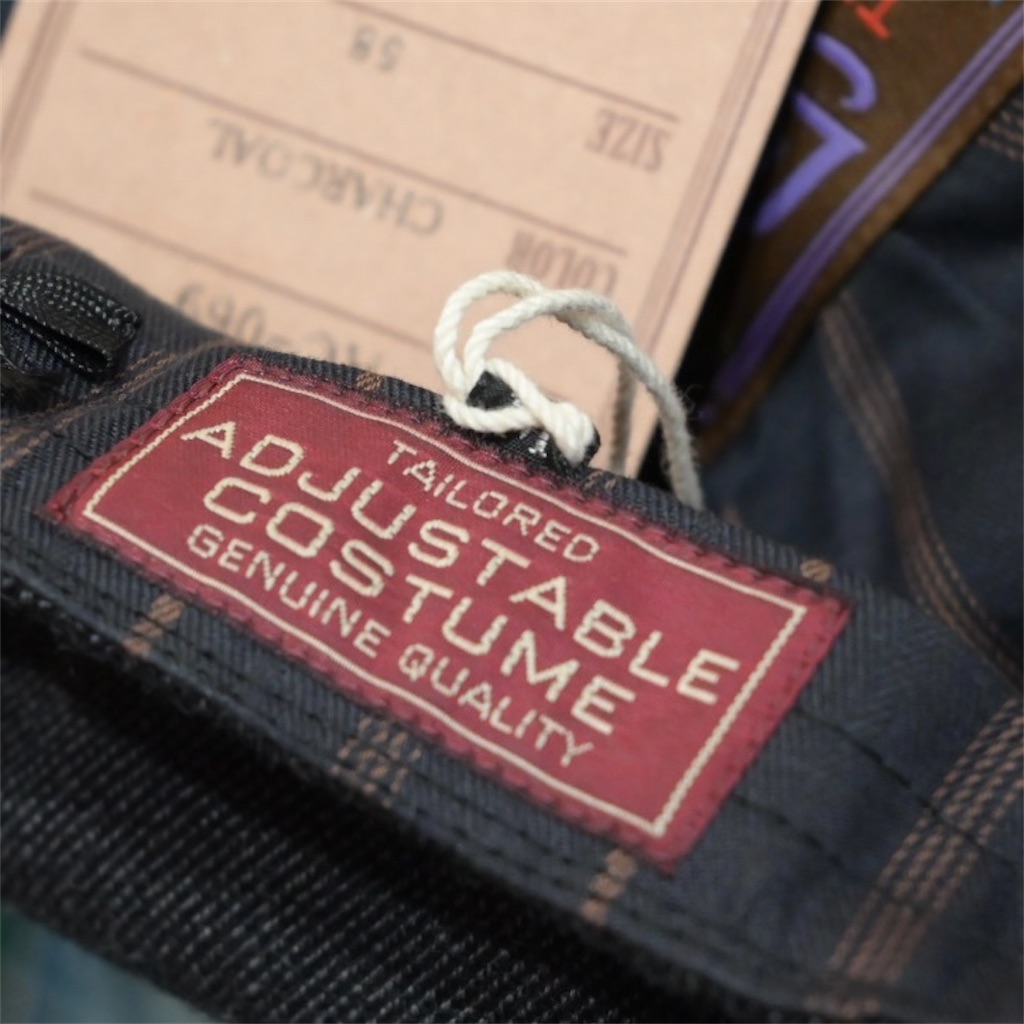 TAILORED
ADJUSTABLE
COSTUME
GENUINE QUALITY
SIZE
58
COLOR
CHARCOAL